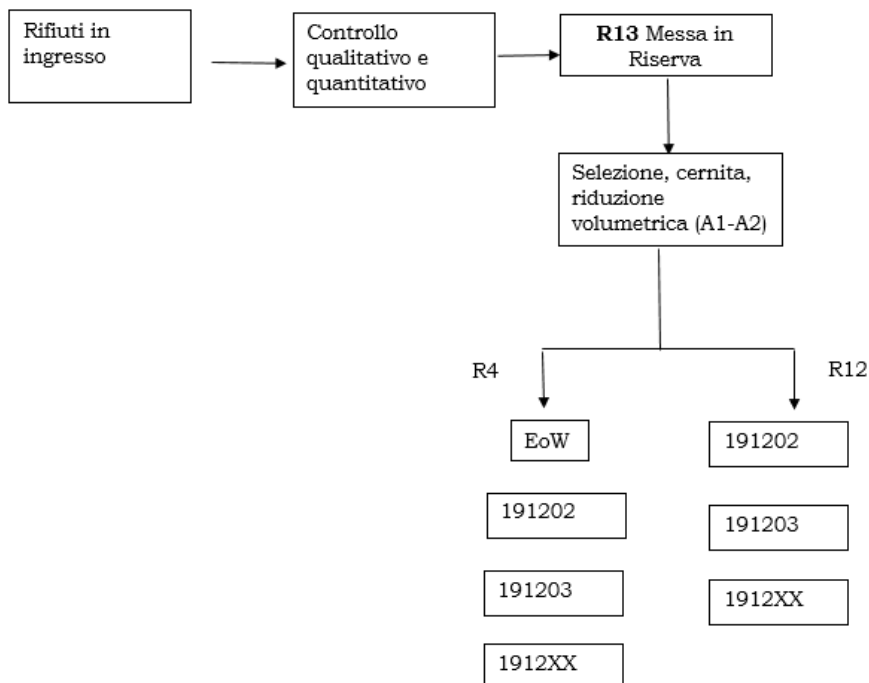 Rifiuti in
ingresso
Controllo
qualitativo e
quantitativo
R13 Messa in
Riserva
Selezione, cernita,
riduzione
volumetrica (A1-A2)
R4
R12
EoW
191202
191203
1912XX
191202
191203
1912XX